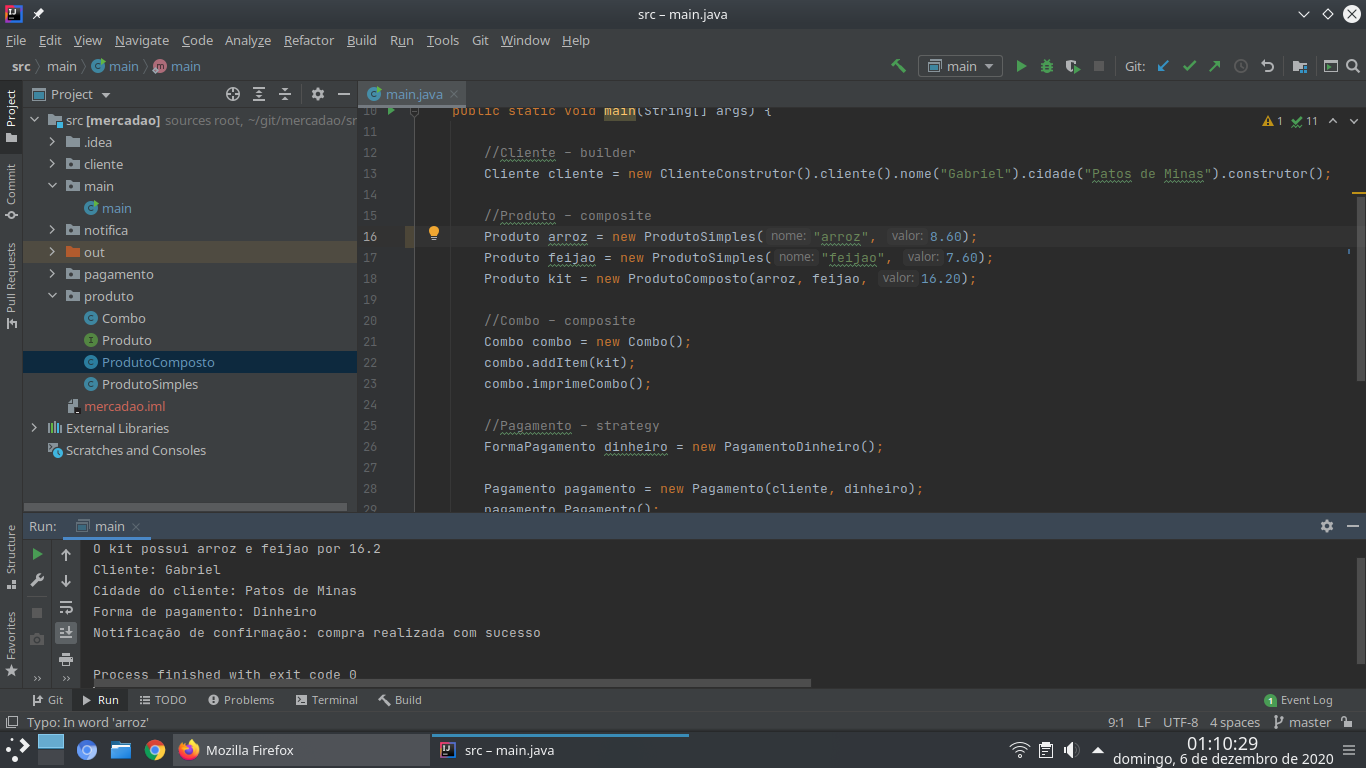 src – main.java
File Edit View Navigate Code Analyze Refactor Build Run Tools Git Window Help
src main main main
main
Git:
Project
Project
Commit
Pull Requests
Structure
Favorites
src [mercadao] sources root, ~/git/mercadao/sr
.idea
cliente
main
main
notifica
out
pagamento
produto
Combo
Produto
ProdutoComposto
ProdutoSimples
mercadao.iml
External Libraries
Scratches and Consoles
main.java
1 11
10 public static void main(String[] args) {
11
12 //Cliente - builder
13 Cliente cliente = new ClienteConstrutor().cliente().nome("Gabriel").cidade("Patos de Minas").construtor();
14
15 //Produto - composite
16 Produto arroz = new ProdutoSimples( nome: "arroz", valor: 8.60);
17 Produto feijao = new ProdutoSimples( nome: "feijao", valor: 7.60);
18 Produto kit = new ProdutoComposto(arroz, feijao, valor: 16.20);
19
20 //Combo - composite
21 Combo combo = new Combo();
22 combo.addItem(kit);
23 combo.imprimeCombo();
24
25 //Pagamento - strategy
26 FormaPagamento dinheiro = new PagamentoDinheiro();
27
28 Pagamento pagamento = new Pagamento(cliente, dinheiro);
29 pagamento.Pagamento();
Run: main
O kit possui arroz e feijao por 16.2
Cliente: Gabriel
Cidade do cliente: Patos de Minas
Forma de pagamento: Dinheiro
Notificação de confirmação: compra realizada com sucesso
Process finished with exit code 0
Git Run TODO Problems Terminal Build 1 Event Log
Typo: In word 'arroz' 9:1 LF UTF-8 4 spaces master
Mozilla Firefox
src – main.java
01:10:29
domingo, 6 de dezembro de 2020